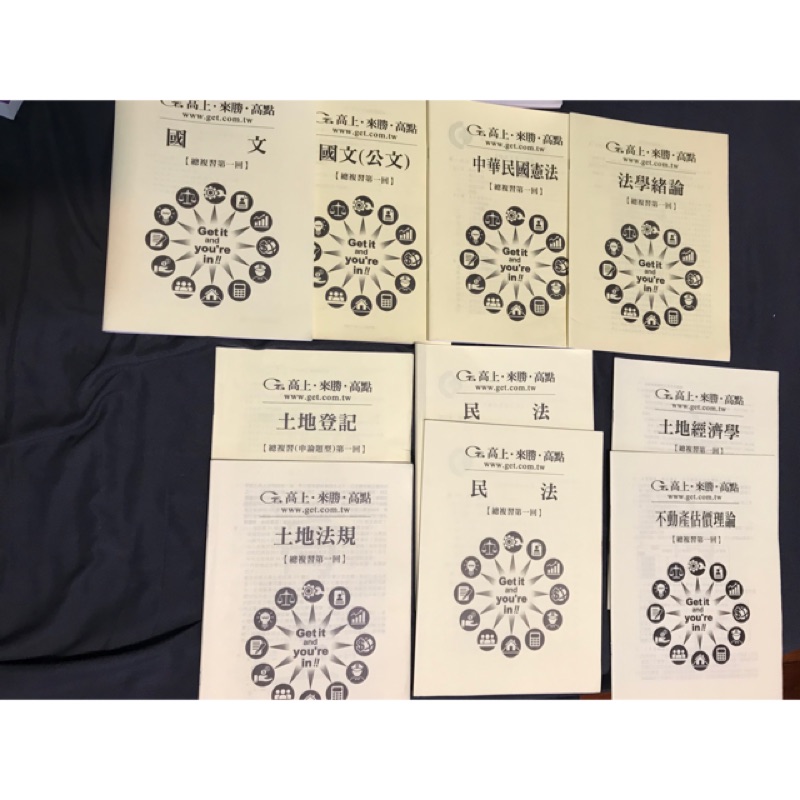 高上·來勝·高點
www.get.com.tw
國 文
【總複習第一回】
Get it
and
you're
in!!
高上·來勝·高點
www.get.com.tw
國文(公文)
【總複習第一回】
Get it
and
you're
in!!
高上·來勝·高點
www.get.com.tw
中華民國憲法
【總複習第一回】
Get it
and
you're
in!!
高上·來勝·高點
www.get.com.tw
法學緒論
【總複習第一回】
Get it
and
you're
in!!
高上·來勝·高點
www.get.com.tw
土地登記
【總複習(申論題型)第一回】
高上·來勝·高點
www.get.com.tw
民 法
高上·來勝·高點
www.get.com.tw
土地經濟學
【總複習第一回】
高上·來勝·高點
www.get.com.tw
土地法規
【總複習第一回】
Get it
and
you're
in!!
高上·來勝·高點
www.get.com.tw
民 法
【總複習第一回】
Get it
and
you're
in!!
高上·來勝·高點
www.get.com.tw
不動產估價理論
【總複習第一回】
Get it
and
you're
in!!